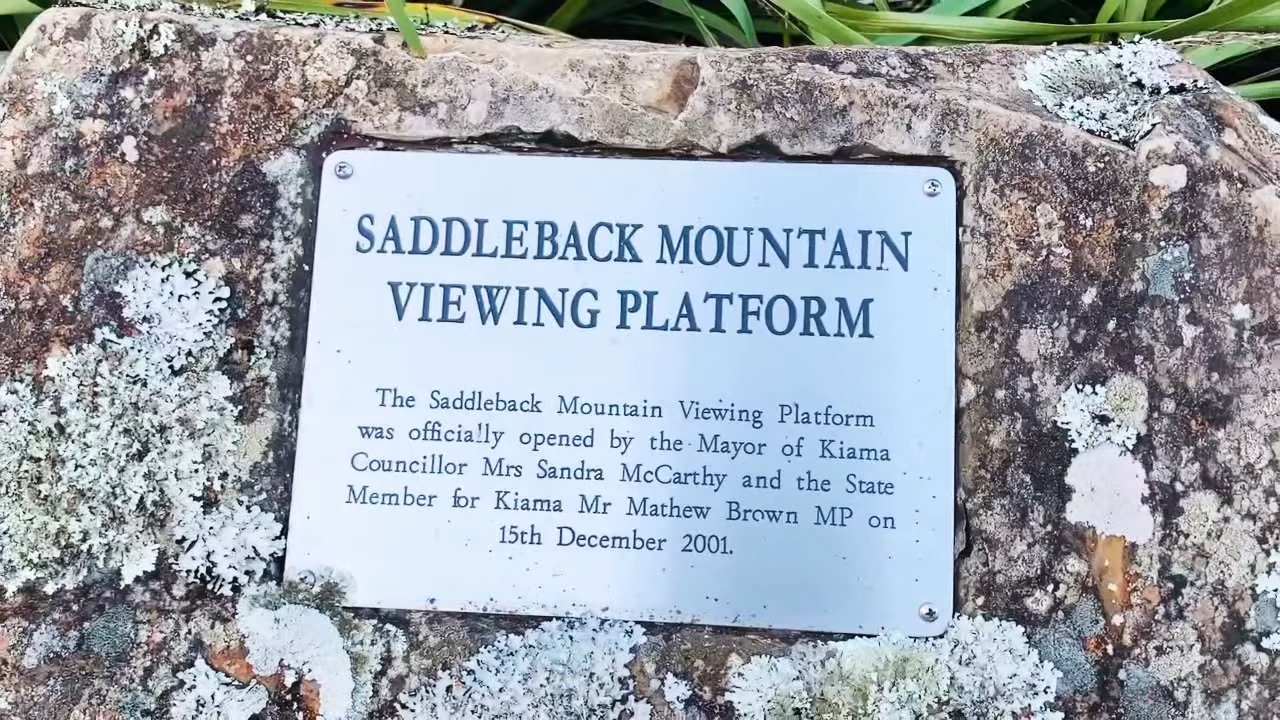 SADDLEBACK MOUNTAIN
VIEWING PLATFORM
The Saddleback Mountain Viewing Platform
was officially opened by the Mayor of Kiama
Councillor Mrs Sandra McCarthy and the State
Member for Kiama Mr Mathew Brown MP on
15th December 2001.